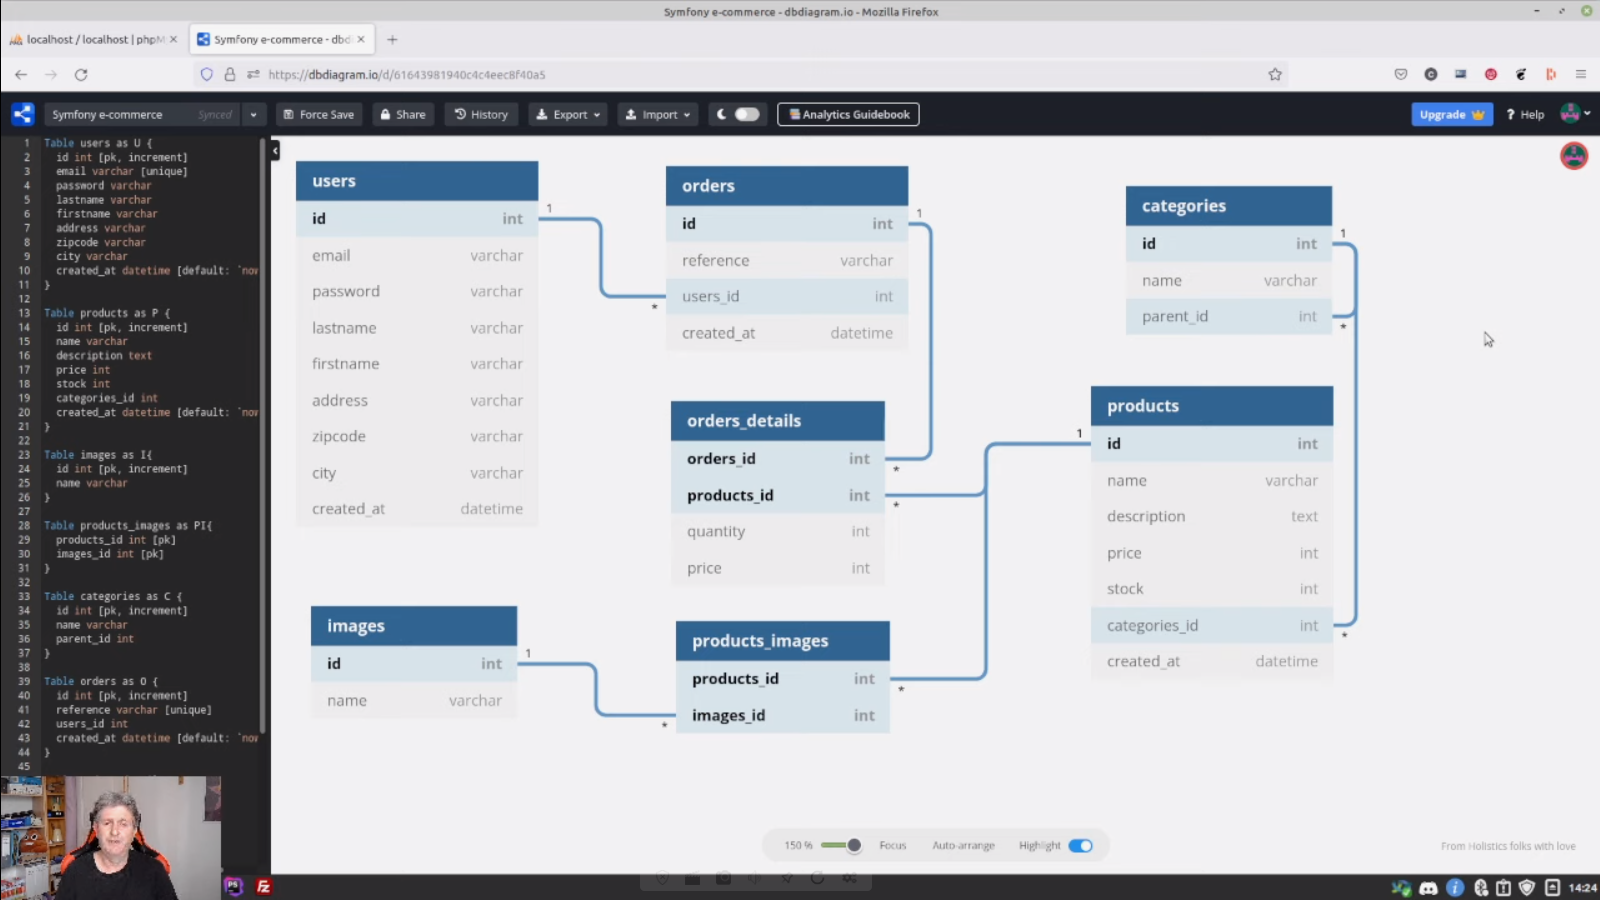 Symfony e-commerce - dbdiagram.io - Mozilla Firefox
localhost / localhost | phpM
Symfony e-commerce - dbd
https://dbdiagram.io/d/61643981940c4c4eec8f40a5
Symfony e-commerce Synced Force Save Share History Export Import Analytics Guidebook Upgrade ? Help
1 Table users as U {
2 id int [pk, increment]
3 email varchar [unique]
4 password varchar
5 lastname varchar
6 firstname varchar
7 address varchar
8 zipcode varchar
9 city varchar
10 created_at datetime [default: `now
11 }
12
13 Table products as P {
14 id int [pk, increment]
15 name varchar
16 description text
17 price int
18 stock int
19 categories_id int
20 created_at datetime [default: `now
21 }
22
23 Table images as I{
24 id int [pk, increment]
25 name varchar
26 }
27
28 Table products_images as PI{
29 products_id int [pk]
30 images_id int [pk]
31 }
32
33 Table categories as C {
34 id int [pk, increment]
35 name varchar
36 parent_id int
37 }
38
39 Table orders as O {
40 id int [pk, increment]
41 reference varchar [unique]
42 users_id int
43 created_at datetime [default: `now
44 }
45
users
id int 1
email varchar
password varchar
lastname varchar
firstname varchar
address varchar
zipcode varchar
city varchar
created_at datetime
orders
id int 1
reference varchar
* users_id int
created_at datetime
categories
id int 1
name varchar
parent_id int *
orders_details
orders_id int *
products_id int *
quantity int
price int
products
1 id int
name varchar
description text
price int
stock int
categories_id int *
created_at datetime
images
id int 1
name varchar
products_images
products_id int *
* images_id int
150 % Focus Auto-arrange Highlight
From Holistics folks with love
PS FZ
14:24